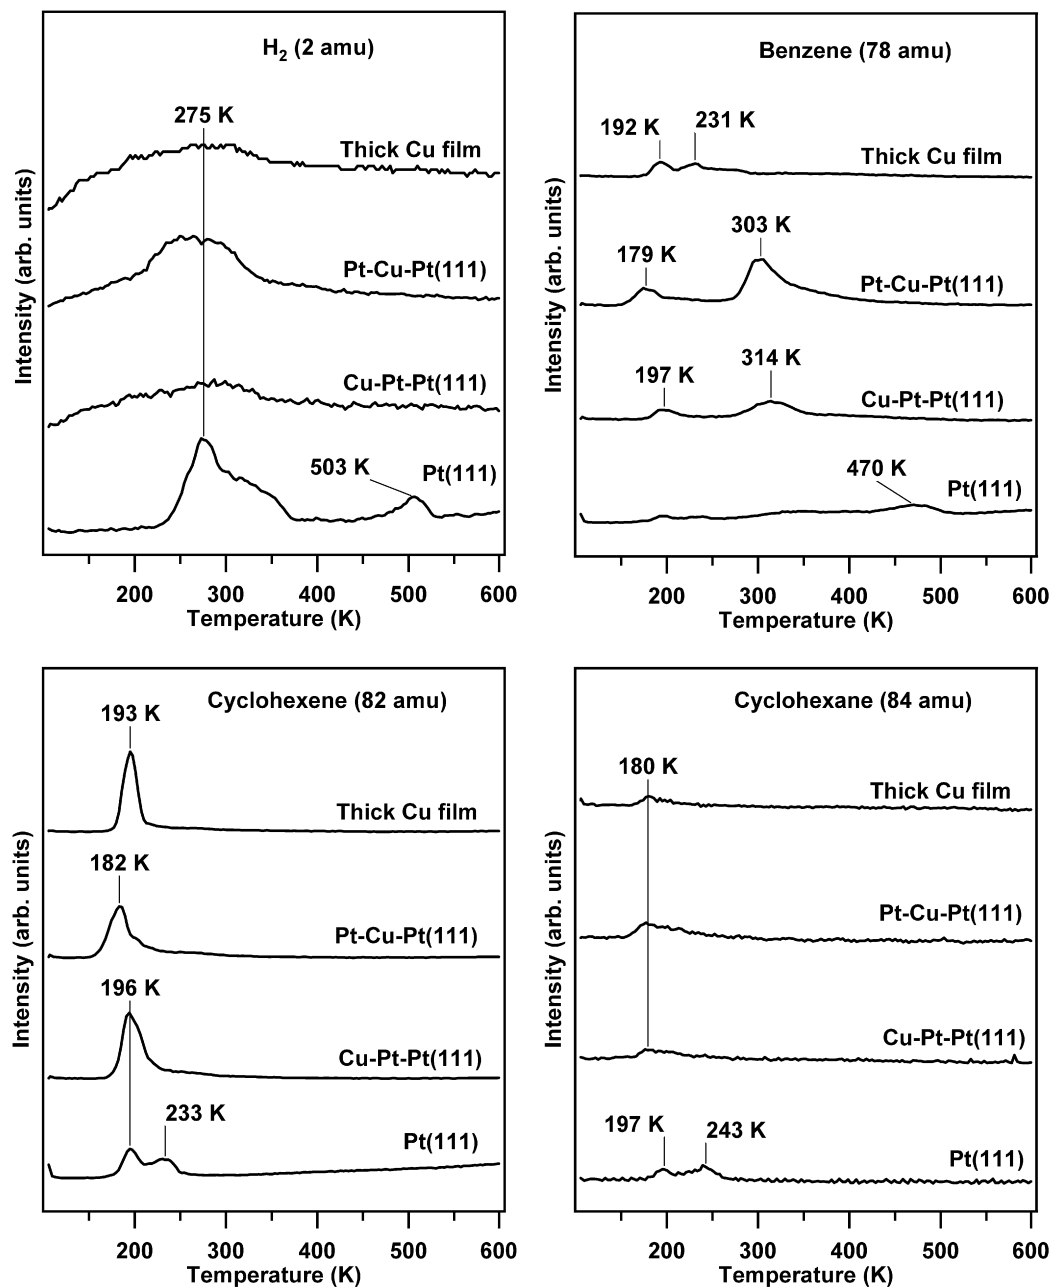 H2 (2 amu)
275 K
Thick Cu film
Pt-Cu-Pt(111)
Cu-Pt-Pt(111)
503 K
Pt(111)
Intensity (arb. units)
200 300 400 500 600
Temperature (K)
Benzene (78 amu)
192 K
231 K
Thick Cu film
303 K
179 K
Pt-Cu-Pt(111)
314 K
197 K
Cu-Pt-Pt(111)
470 K
Pt(111)
Intensity (arb. units)
200 300 400 500 600
Temperature (K)
Cyclohexene (82 amu)
193 K
Thick Cu film
182 K
Pt-Cu-Pt(111)
196 K
Cu-Pt-Pt(111)
233 K
Pt(111)
Intensity (arb. units)
200 300 400 500 600
Temperature (K)
Cyclohexane (84 amu)
180 K
Thick Cu film
Pt-Cu-Pt(111)
Cu-Pt-Pt(111)
197 K
243 K
Pt(111)
Intensity (arb. units)
200 300 400 500 600
Temperature (K)